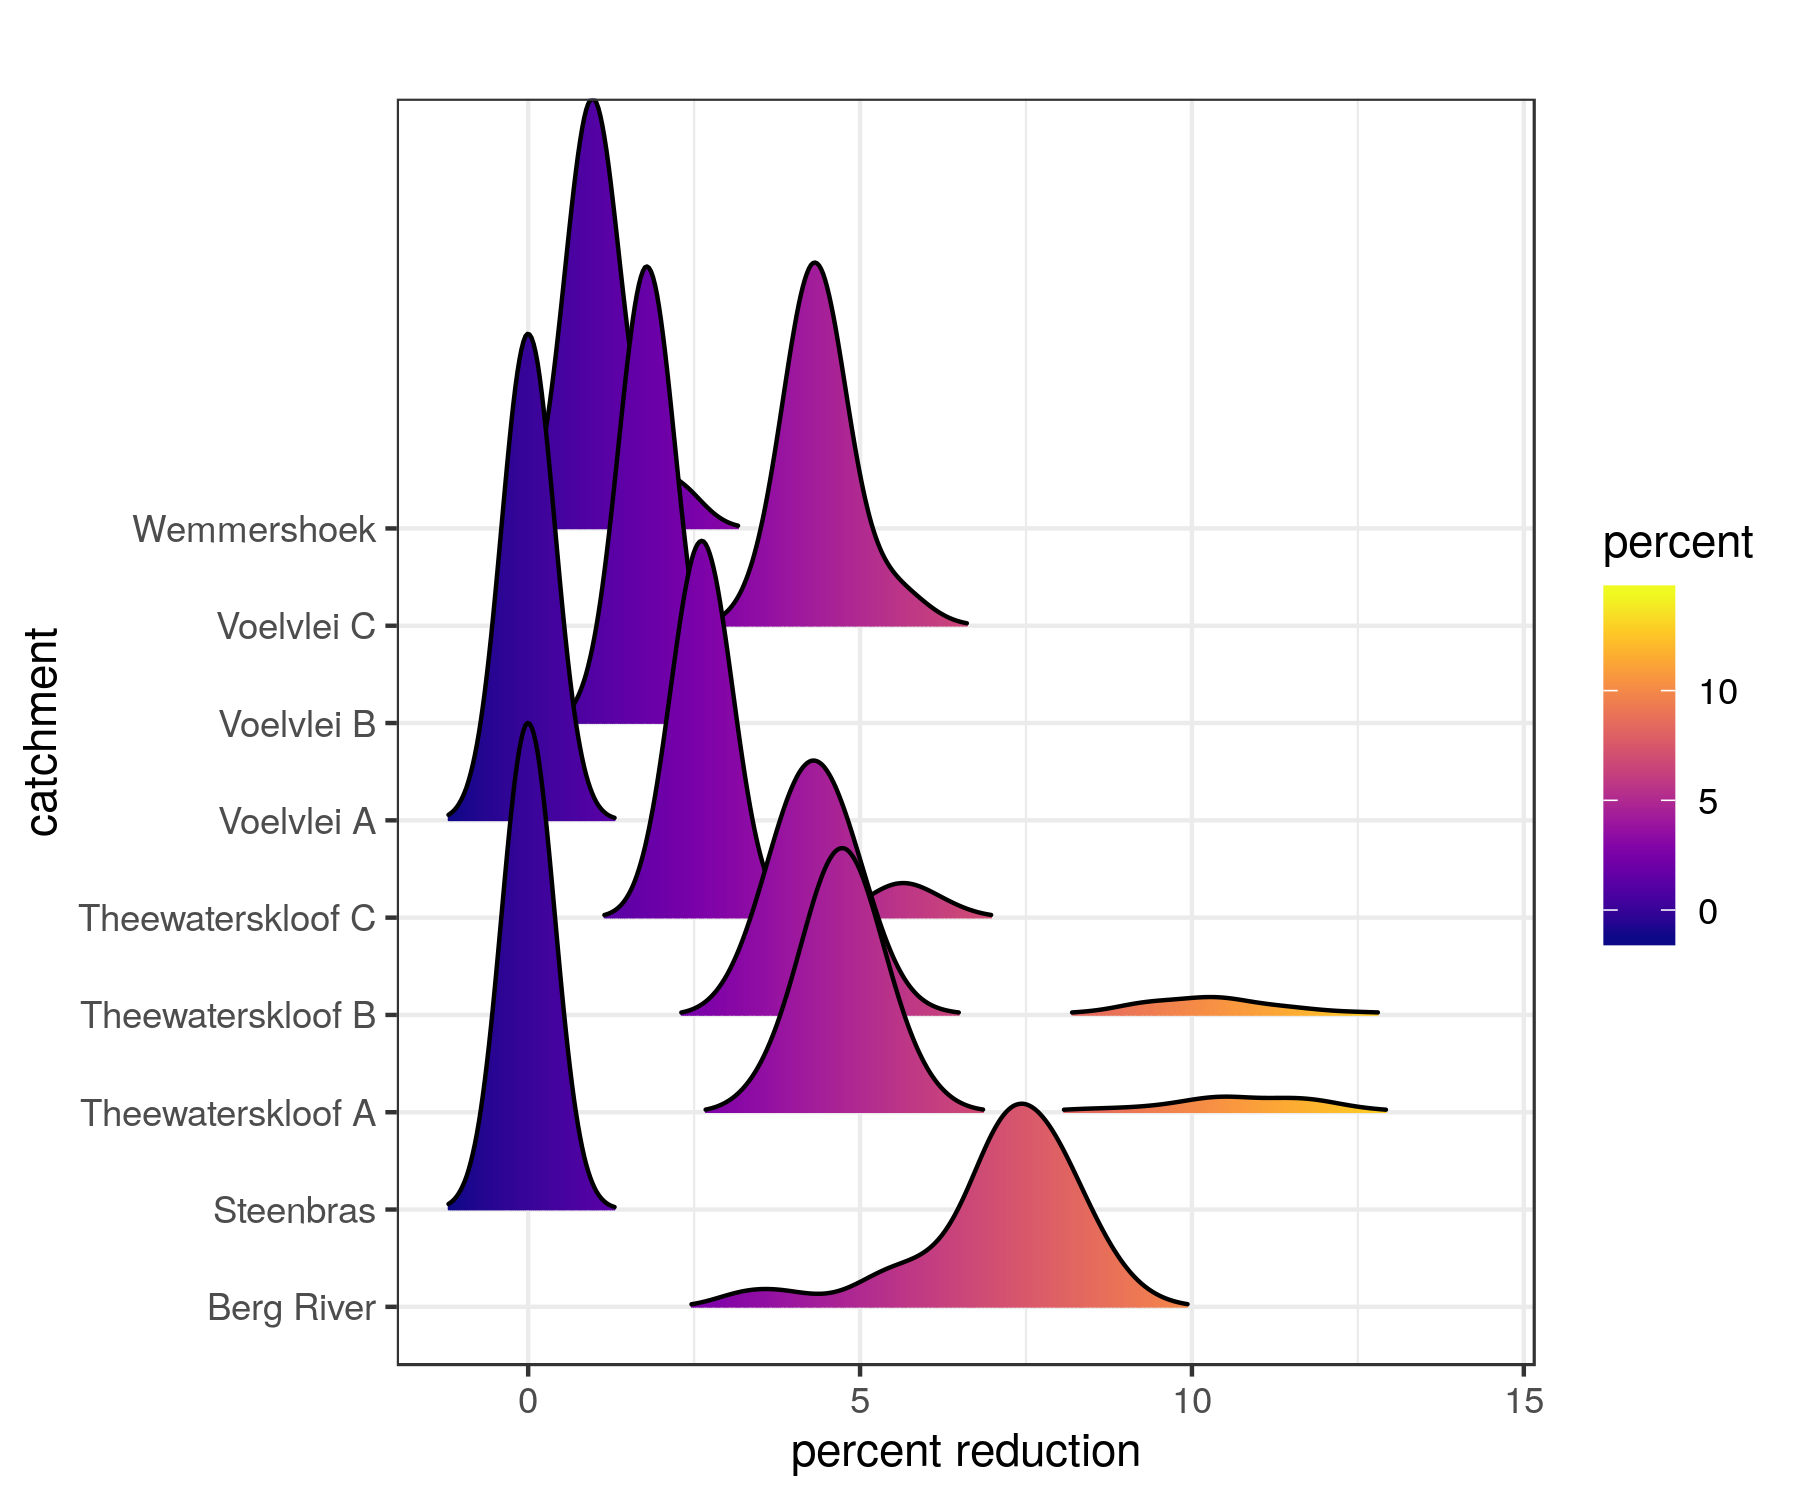 Wemmershoek
Voelvlei C
Voelvlei B
Voelvlei A
Theewaterskloof C
Theewaterskloof B
Theewaterskloof A
Steenbras
Berg River
catchment
0 5 10 15
percent reduction
percent
10
5
0